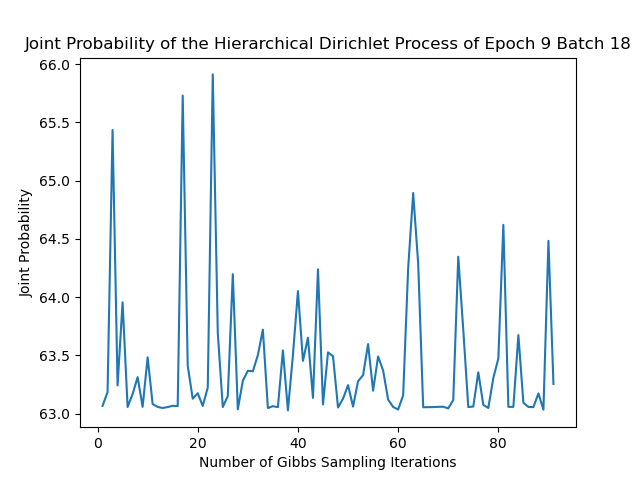 Joint Probability of the Hierarchical Dirichlet Process of Epoch 9 Batch 18
66.0
65.5
65.0
64.5
64.0
63.5
63.0
Joint Probability
0 20 40 60 80
Number of Gibbs Sampling Iterations